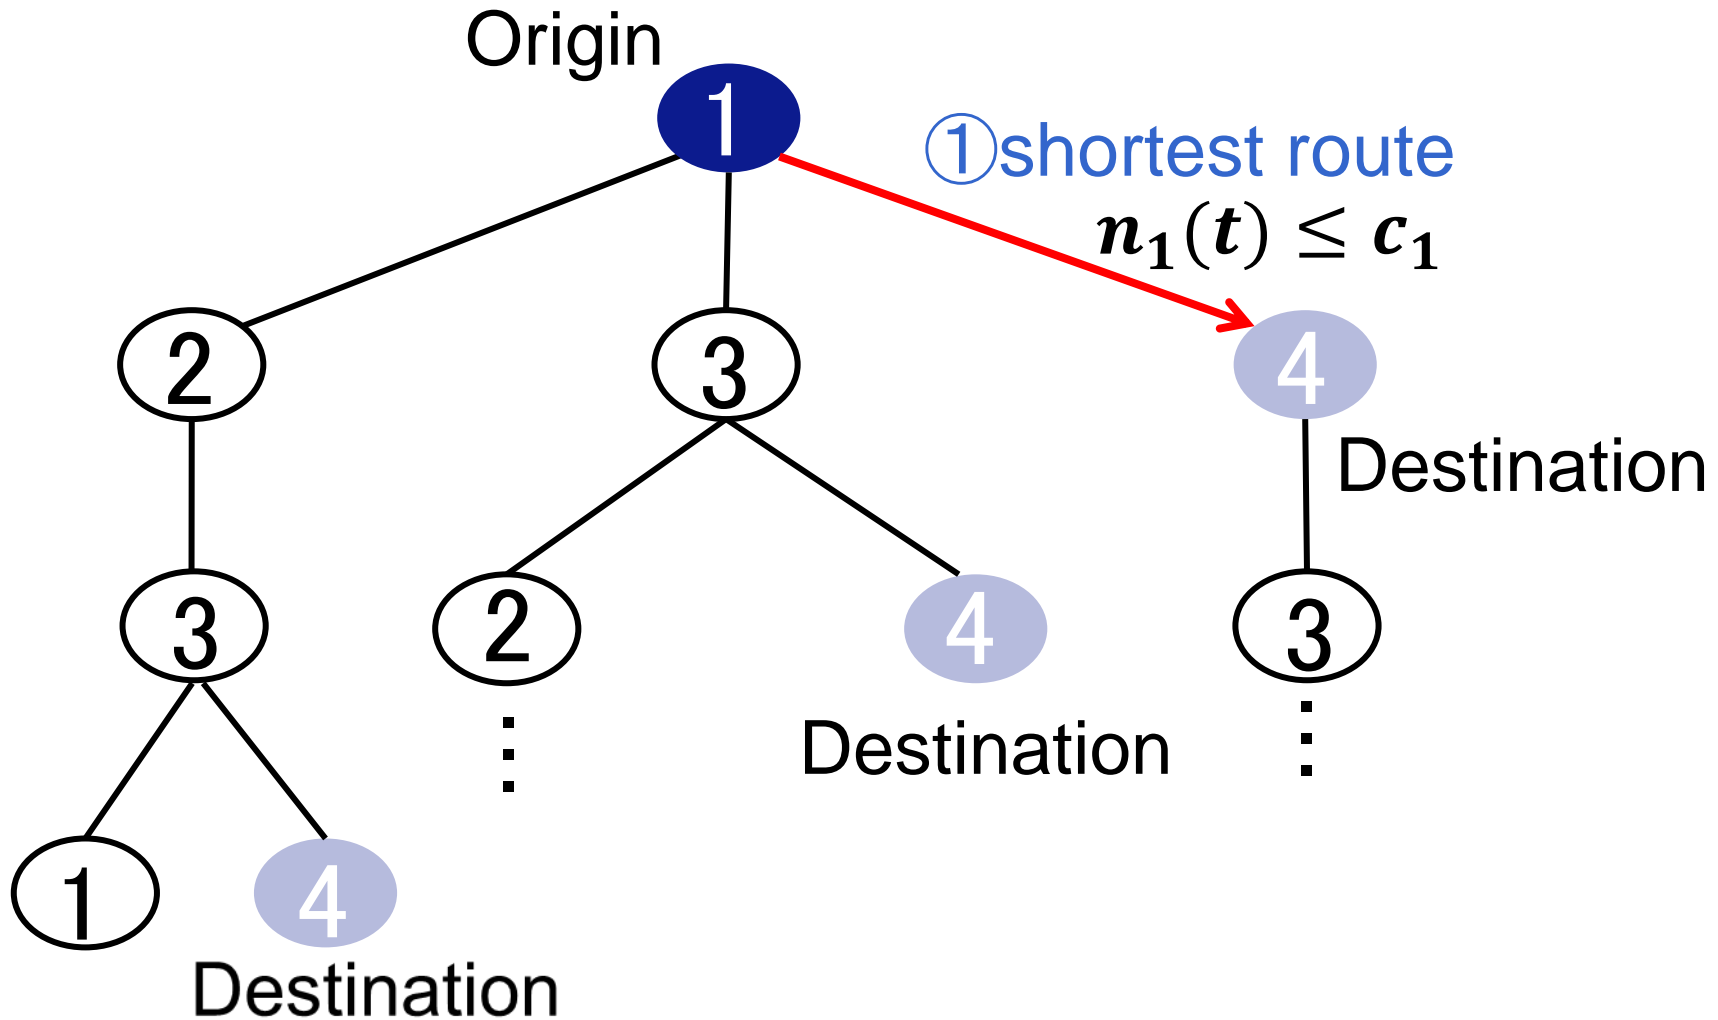 Origin
1
①shortest route
n₁(t) ≤ c₁
2
3
4
Destination
3
2
4
3
Destination
⋮
⋮
1
4
Destination